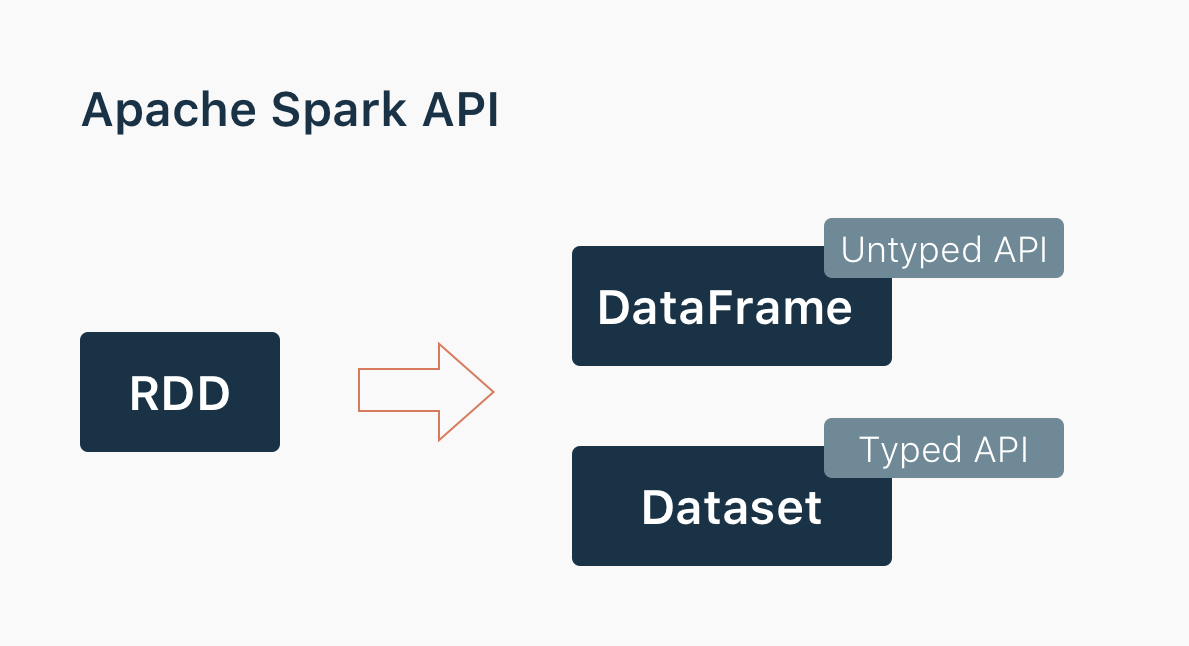 Apache Spark API
RDD
Untyped API
DataFrame
Typed API
Dataset